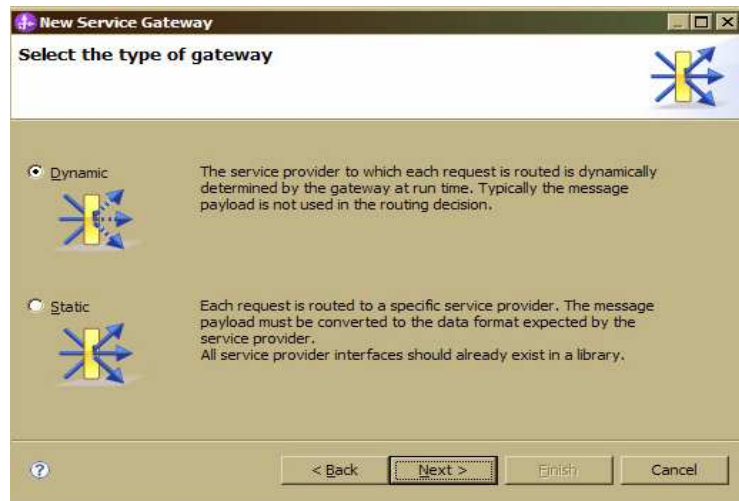 New Service Gateway
Select the type of gateway
Dynamic
The service provider to which each request is routed is dynamically
determined by the gateway at run time. Typically the message
payload is not used in the routing decision.
Static
Each request is routed to a specific service provider. The message
payload must be converted to the data format expected by the
service provider.
All service provider interfaces should already exist in a library.
? < Back Next > Finish Cancel